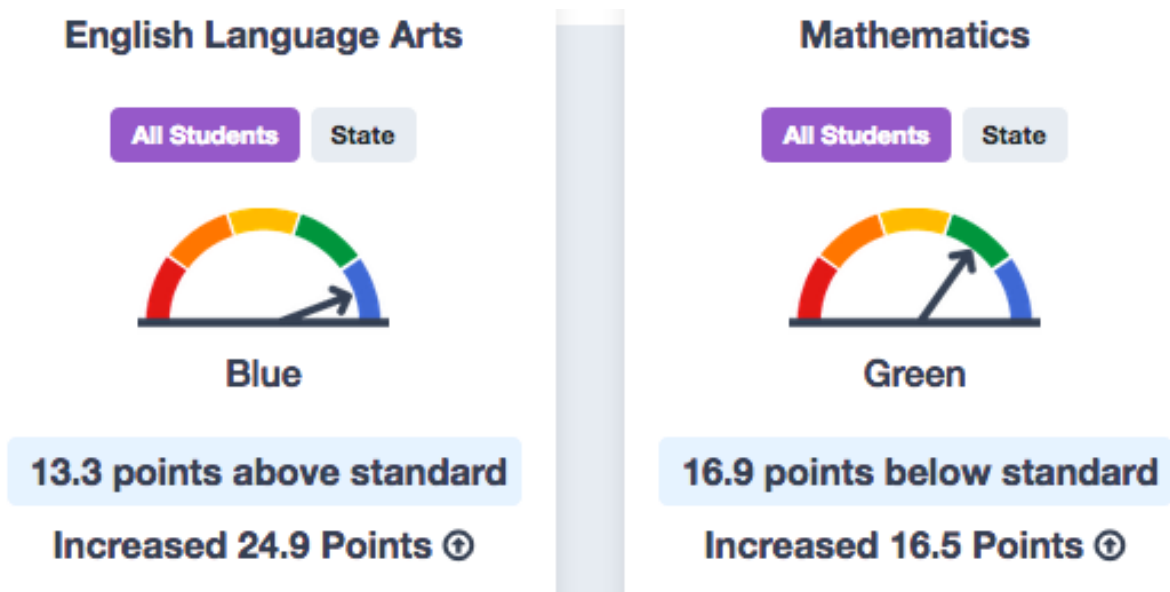 English Language Arts
All Students State
Blue
13.3 points above standard
Increased 24.9 Points
Mathematics
All Students State
Green
16.9 points below standard
Increased 16.5 Points